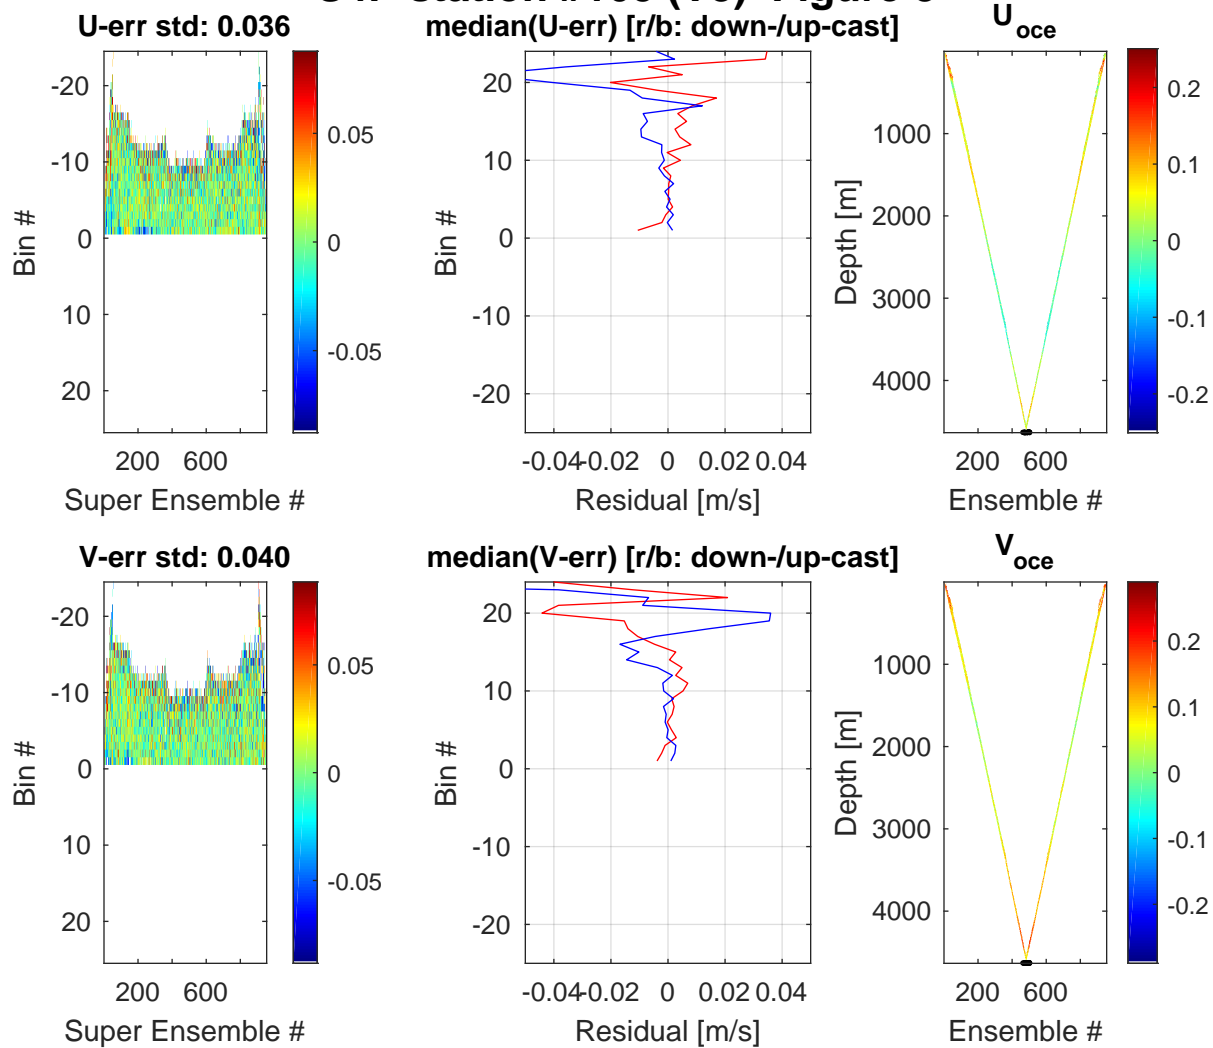 U-err std: 0.036
median(U-err) [r/b: down-/up-cast]
U_oce
-20
-10
0
10
20
Bin #
200 600
Super Ensemble #
0.05
0
-0.05
20
10
0
-10
-20
Bin #
-0.04 -0.02 0 0.02 0.04
Residual [m/s]
1000
2000
3000
4000
Depth [m]
200 600
Ensemble #
0.2
0.1
0
-0.1
-0.2
V-err std: 0.040
median(V-err) [r/b: down-/up-cast]
V_oce
-20
-10
0
10
20
Bin #
200 600
Super Ensemble #
0.05
0
-0.05
20
10
0
-10
-20
Bin #
-0.04 -0.02 0 0.02 0.04
Residual [m/s]
1000
2000
3000
4000
Depth [m]
200 600
Ensemble #
0.2
0.1
0
-0.1
-0.2